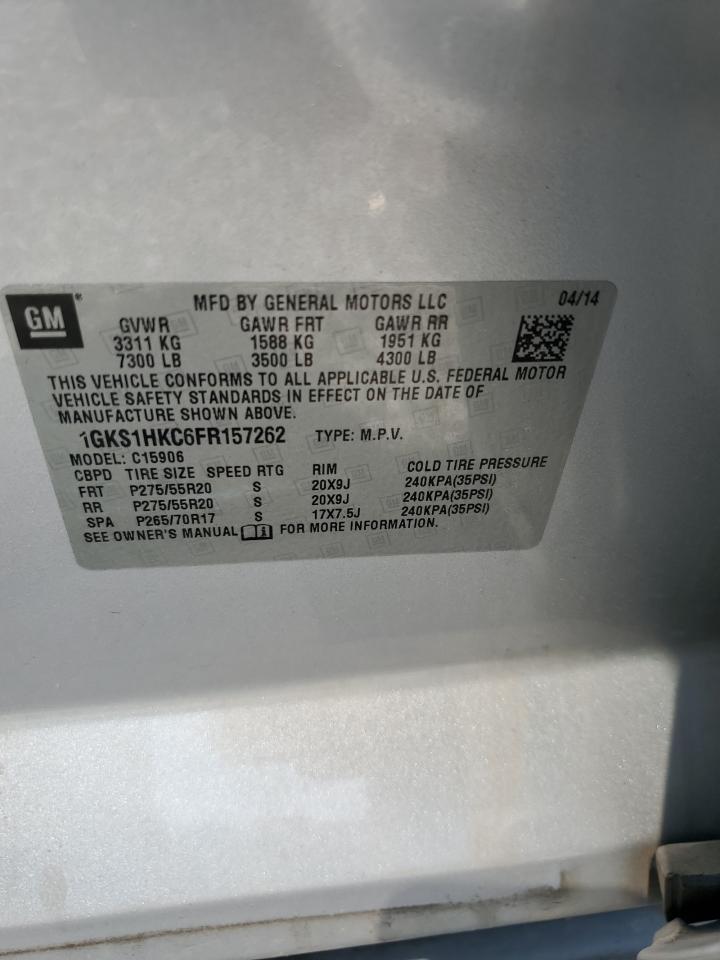 GM
MFD BY GENERAL MOTORS LLC 04/14
GVWR GAWR FRT GAWR RR
3311 KG 1588 KG 1951 KG
7300 LB 3500 LB 4300 LB
THIS VEHICLE CONFORMS TO ALL APPLICABLE U.S. FEDERAL MOTOR
VEHICLE SAFETY STANDARDS IN EFFECT ON THE DATE OF
MANUFACTURE SHOWN ABOVE.
1GKS1HKC6FR157262 TYPE: M.P.V.
MODEL: C15906
CBPD TIRE SIZE SPEED RTG RIM COLD TIRE PRESSURE
FRT P275/55R20 S 20X9J 240KPA(35PSI)
RR P275/55R20 S 20X9J 240KPA(35PSI)
SPA P265/70R17 S 17X7.5J 240KPA(35PSI)
SEE OWNER'S MANUAL FOR MORE INFORMATION.